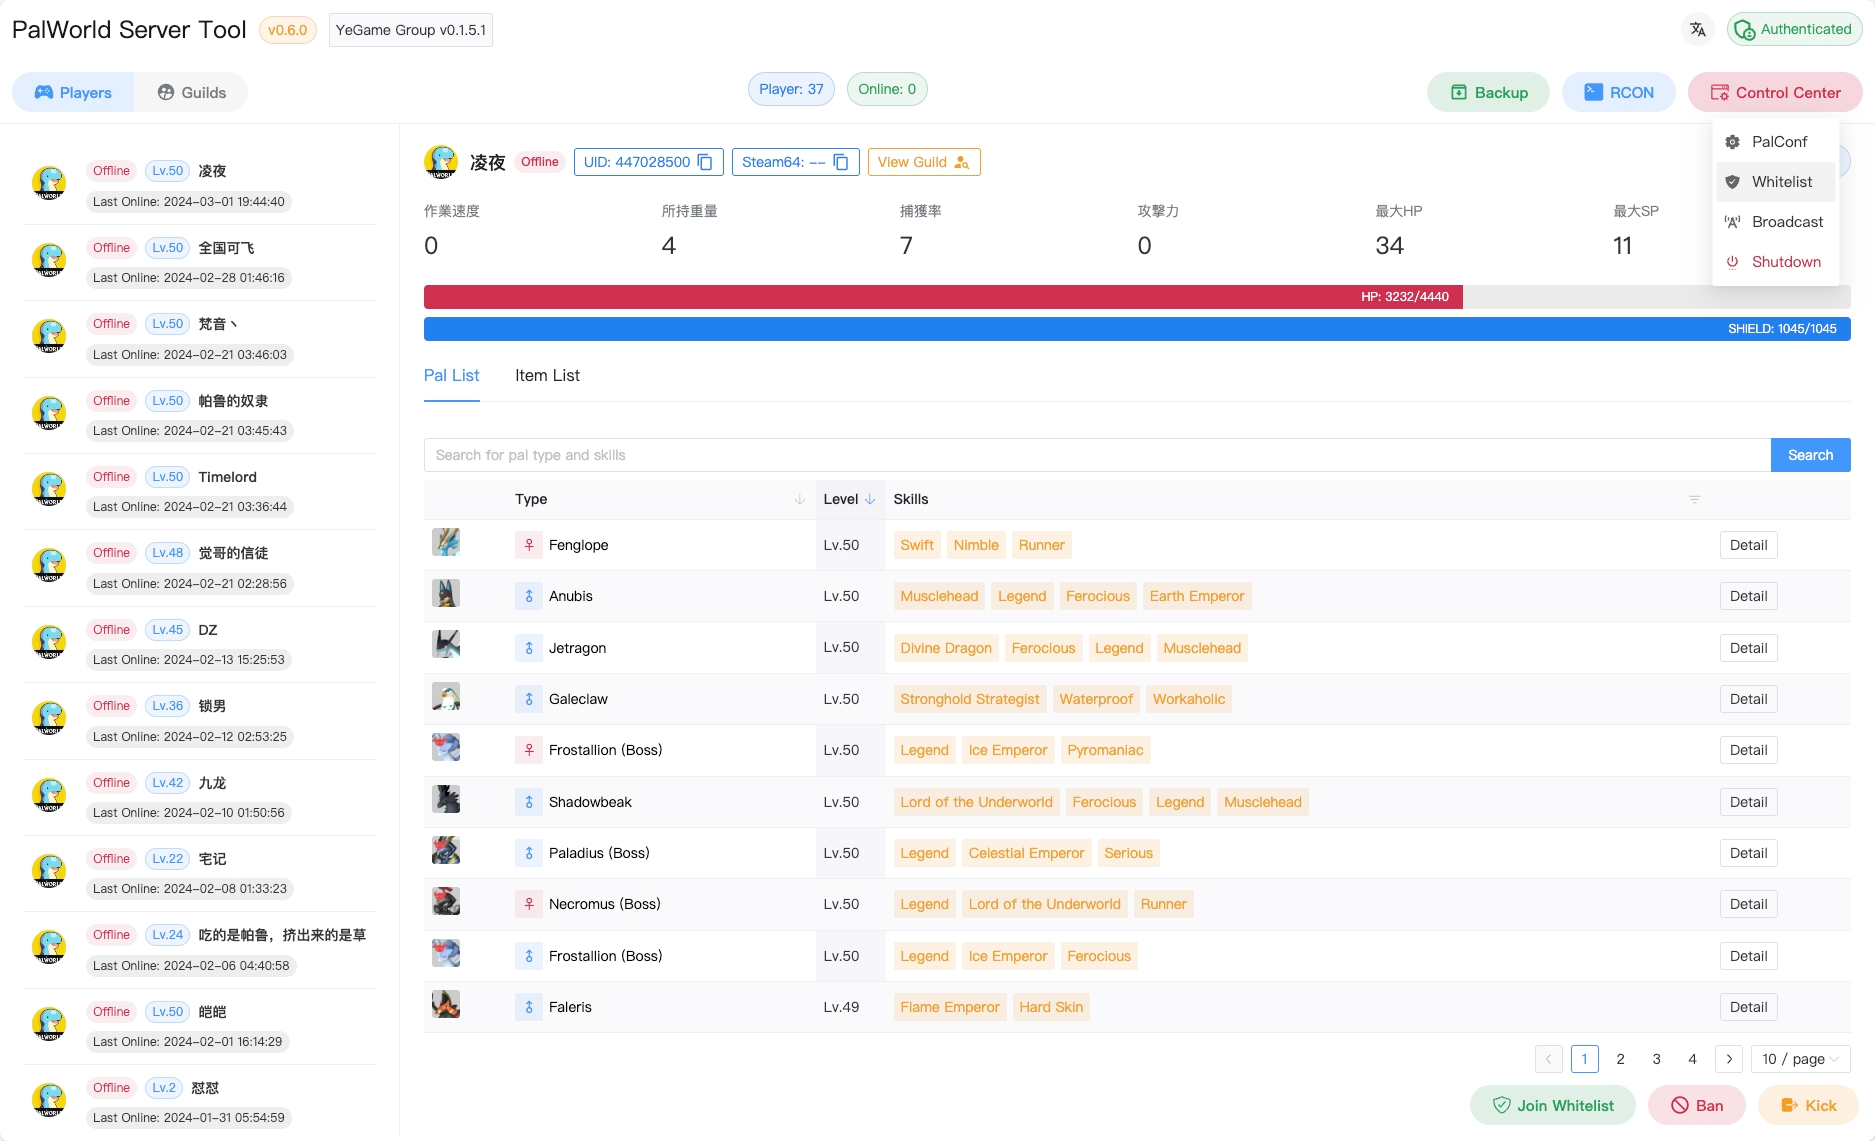 PalWorld Server Tool v0.6.0 YeGame Group v0.1.5.1 Authenticated
Players Guilds Player: 37 Online: 0 Backup RCON Control Center
PalConf
Whitelist
Broadcast
Shutdown
Offline Lv.50 凌夜
Last Online: 2024-03-01 19:44:40
Offline Lv.50 全国可飞
Last Online: 2024-02-28 01:46:16
Offline Lv.50 梵音丶
Last Online: 2024-02-21 03:46:03
Offline Lv.50 帕鲁的奴隶
Last Online: 2024-02-21 03:45:43
Offline Lv.50 Timelord
Last Online: 2024-02-21 03:36:44
Offline Lv.48 觉哥的信徒
Last Online: 2024-02-21 02:28:56
Offline Lv.45 DZ
Last Online: 2024-02-13 15:25:53
Offline Lv.36 锁男
Last Online: 2024-02-12 02:53:25
Offline Lv.42 九龙
Last Online: 2024-02-10 01:50:56
Offline Lv.22 宅记
Last Online: 2024-02-08 01:33:23
Offline Lv.24 吃的是帕鲁，挤出来的是草
Last Online: 2024-02-06 04:40:58
Offline Lv.50 皑皑
Last Online: 2024-02-01 16:14:29
Offline Lv.2 怼怼
Last Online: 2024-01-31 05:54:59
凌夜 Offline UID: 447028500 Steam64: -- View Guild
作業速度 所持重量 捕獲率 攻撃力 最大HP 最大SP
0 4 7 0 34 11
HP: 3232/4440
SHIELD: 1045/1045
Pal List Item List
Search for pal type and skills Search
Type Level Skills
Fenglope Lv.50 Swift Nimble Runner Detail
Anubis Lv.50 Musclehead Legend Ferocious Earth Emperor Detail
Jetragon Lv.50 Divine Dragon Ferocious Legend Musclehead Detail
Galeclaw Lv.50 Stronghold Strategist Waterproof Workaholic Detail
Frostallion (Boss) Lv.50 Legend Ice Emperor Pyromaniac Detail
Shadowbeak Lv.50 Lord of the Underworld Ferocious Legend Musclehead Detail
Paladius (Boss) Lv.50 Legend Celestial Emperor Serious Detail
Necromus (Boss) Lv.50 Legend Lord of the Underworld Runner Detail
Frostallion (Boss) Lv.50 Legend Ice Emperor Ferocious Detail
Faleris Lv.49 Flame Emperor Hard Skin Detail
1 2 3 4 10 / page
Join Whitelist Ban Kick